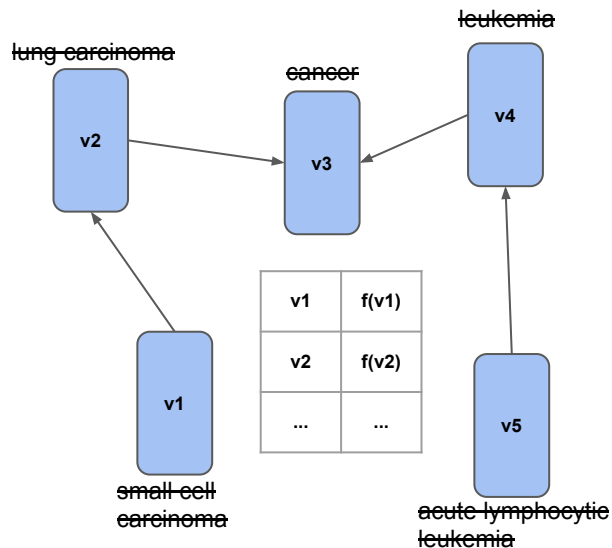 leukemia
lung carcinoma
cancer
v2
v4
v3
v1 f(v1)
v2 f(v2)
... ...
v1
v5
small cell
carcinoma
acute lymphocytic
leukemia